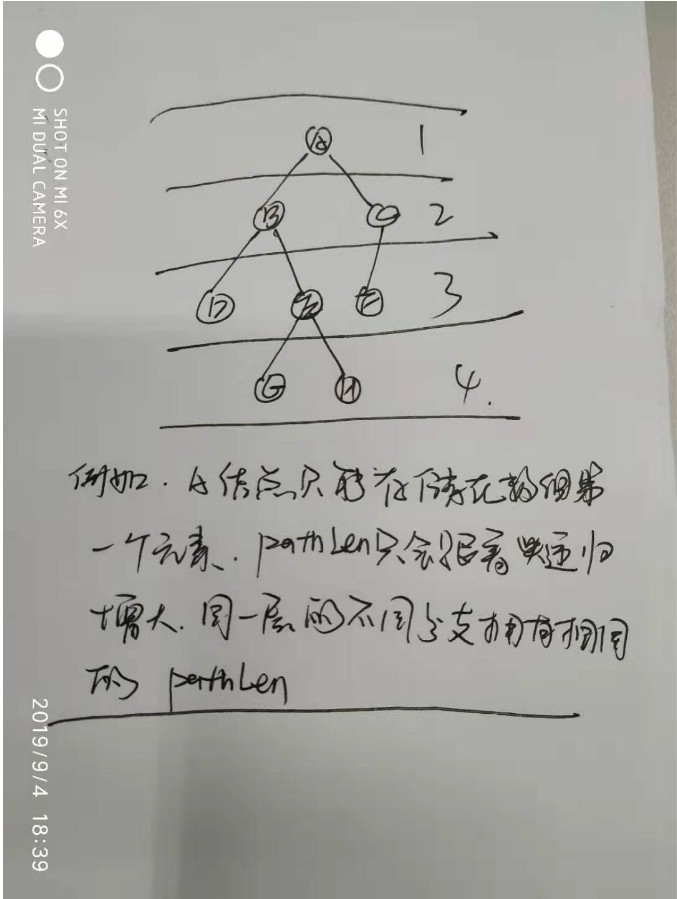 A 1
B C 2
D E F 3
G H 4.
例如. A结点只能存储在数组第
一个元素. pathLen只会跟着递归
增大. 同一层的不同分支拥有相同
的 pathLen
SHOT ON MI 6X
MI DUAL CAMERA
2019/9/4 18:39